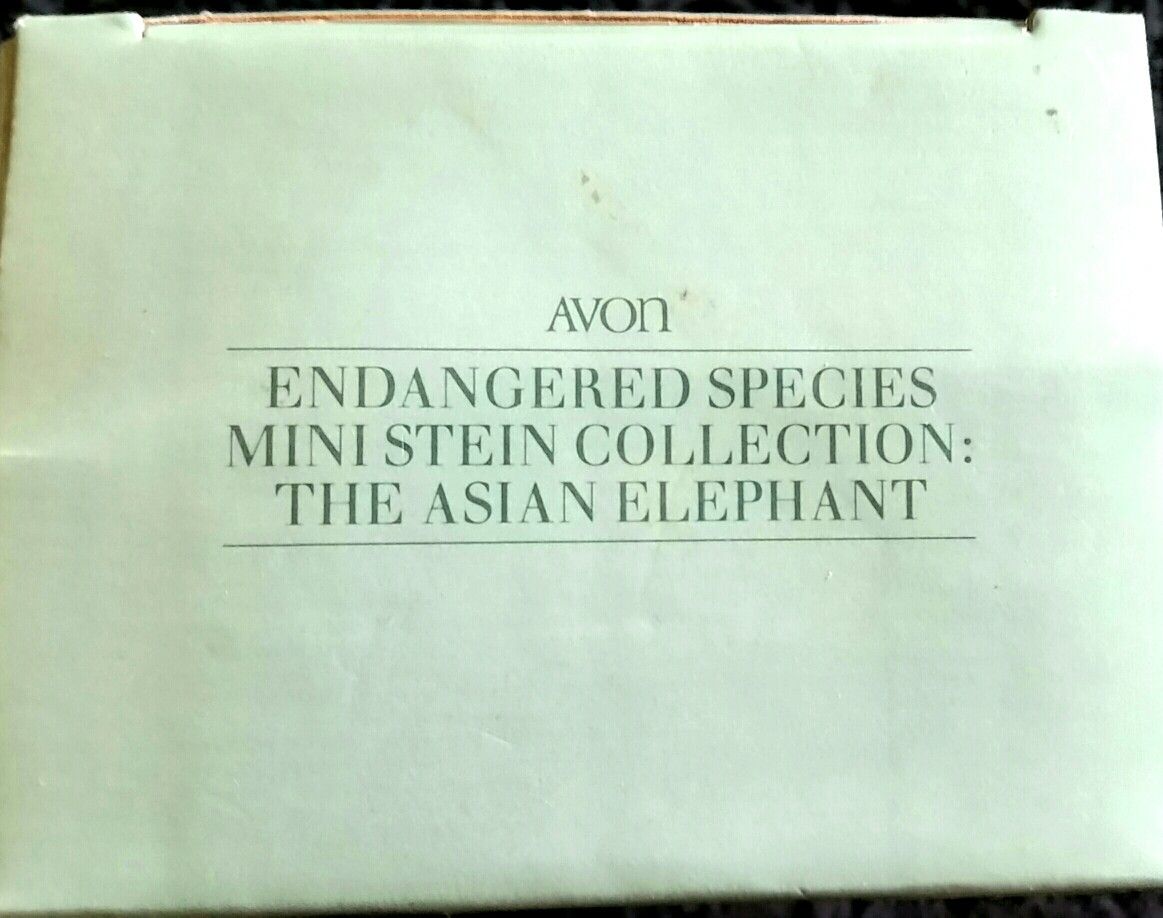 AVON
ENDANGERED SPECIES
MINI STEIN COLLECTION:
THE ASIAN ELEPHANT